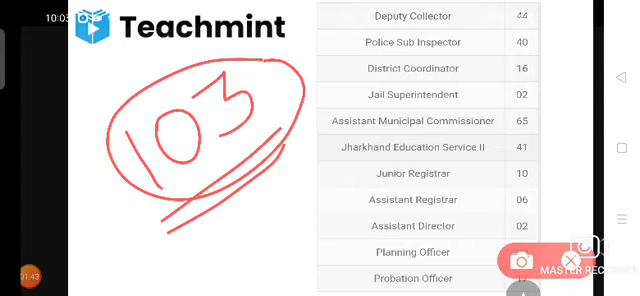 10:03
Teachmint
103
Deputy Collector 44
Police Sub Inspector 40
District Coordinator 16
Jail Superintendent 02
Assistant Municipal Commissioner 65
Jharkhand Education Service II 41
Junior Registrar 10
Assistant Registrar 06
Assistant Director 02
Planning Officer
Probation Officer 17
01:43
MASTER REC